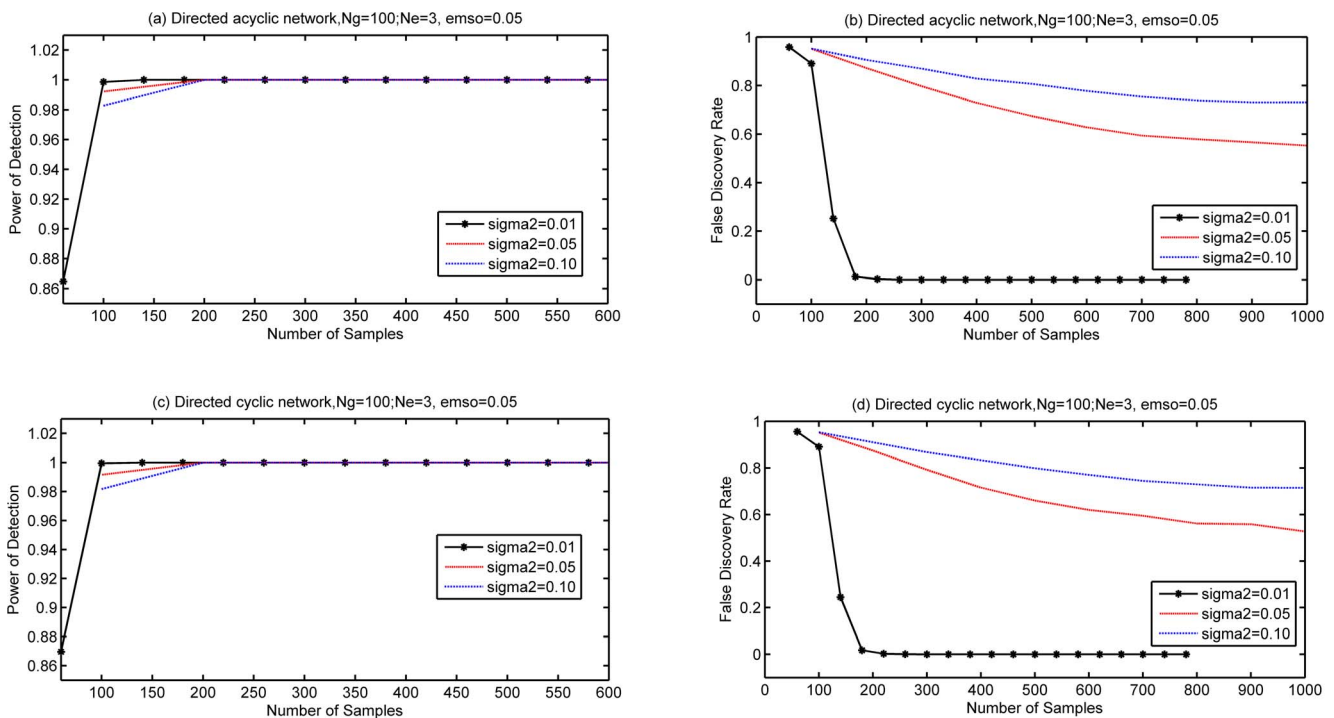 (a) Directed acyclic network,Ng=100;Ne=3, emso=0.05
1.02
1
0.98
0.96
0.94
0.92
0.9
0.88
0.86
Power of Detection
sigma2=0.01
sigma2=0.05
sigma2=0.10
100 150 200 250 300 350 400 450 500 550 600
Number of Samples
(b) Directed acyclic network,Ng=100;Ne=3, emso=0.05
1
0.8
0.6
0.4
0.2
0
False Discovery Rate
sigma2=0.01
sigma2=0.05
sigma2=0.10
0 100 200 300 400 500 600 700 800 900 1000
Number of Samples
(c) Directed cyclic network,Ng=100;Ne=3, emso=0.05
1.02
1
0.98
0.96
0.94
0.92
0.9
0.88
0.86
Power of Detection
sigma2=0.01
sigma2=0.05
sigma2=0.10
100 150 200 250 300 350 400 450 500 550 600
Number of Samples
(d) Directed cyclic network,Ng=100;Ne=3, emso=0.05
1
0.8
0.6
0.4
0.2
0
False Discovery Rate
sigma2=0.01
sigma2=0.05
sigma2=0.10
0 100 200 300 400 500 600 700 800 900 1000
Number of Samples